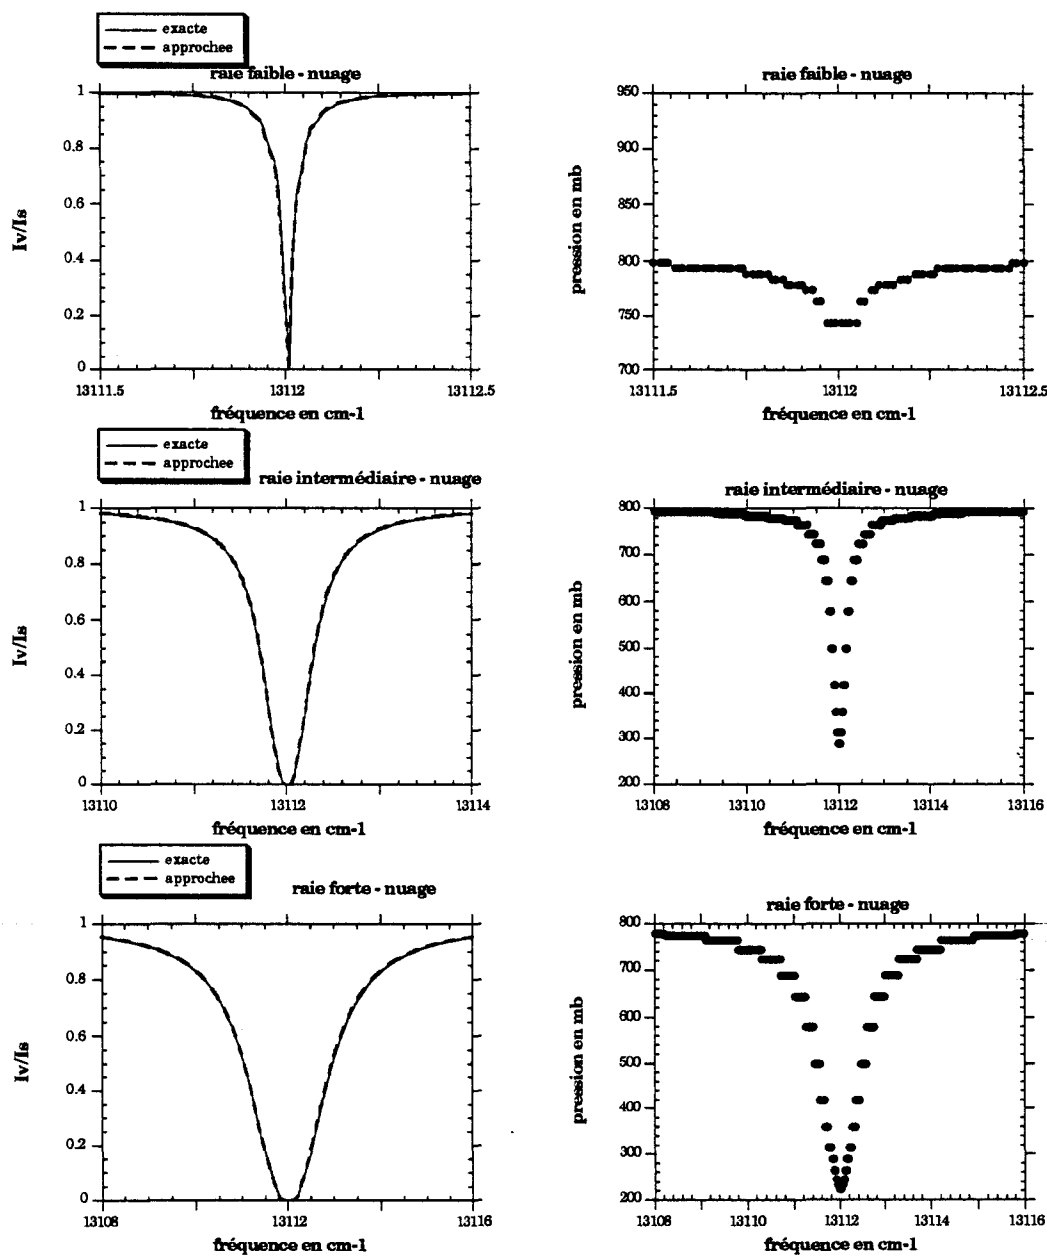 exacte
approchee
raie faible - nuage
1
0.8
0.6
0.4
0.2
0
Iv/Is
13111.5
13112
13112.5
fréquence en cm-1
raie faible - nuage
950
900
850
800
750
700
pression en mb
13111.5
13112
13112.5
fréquence en cm-1
exacte
approchee
raie intermédiaire - nuage
1
0.8
0.6
0.4
0.2
0
Iv/Is
13110
13112
13114
fréquence en cm-1
raie intermédiaire - nuage
800
700
600
500
400
300
200
pression en mb
13108
13110
13112
13114
13116
fréquence en cm-1
exacte
approchee
raie forte - nuage
1
0.8
0.6
0.4
0.2
0
Iv/Is
13108
13112
13116
fréquence en cm-1
raie forte - nuage
800
700
600
500
400
300
200
pression en mb
13108
13110
13112
13114
13116
fréquence en cm-1